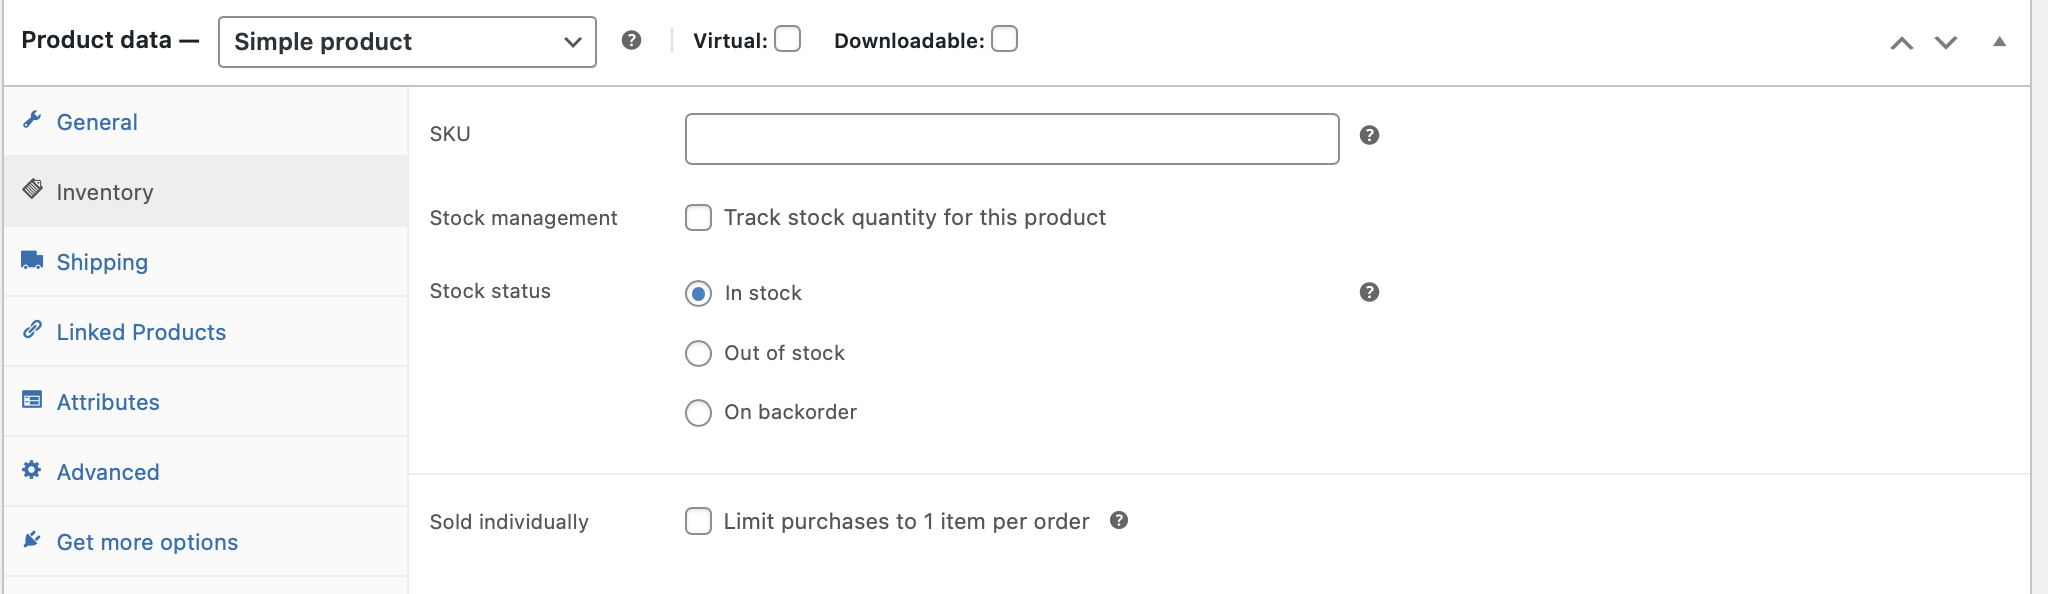 Product data — Simple product ? Virtual: Downloadable:
General
Inventory
Shipping
Linked Products
Attributes
Advanced
Get more options
SKU ?
Stock management Track stock quantity for this product
Stock status In stock ?
Out of stock
On backorder
Sold individually Limit purchases to 1 item per order ?